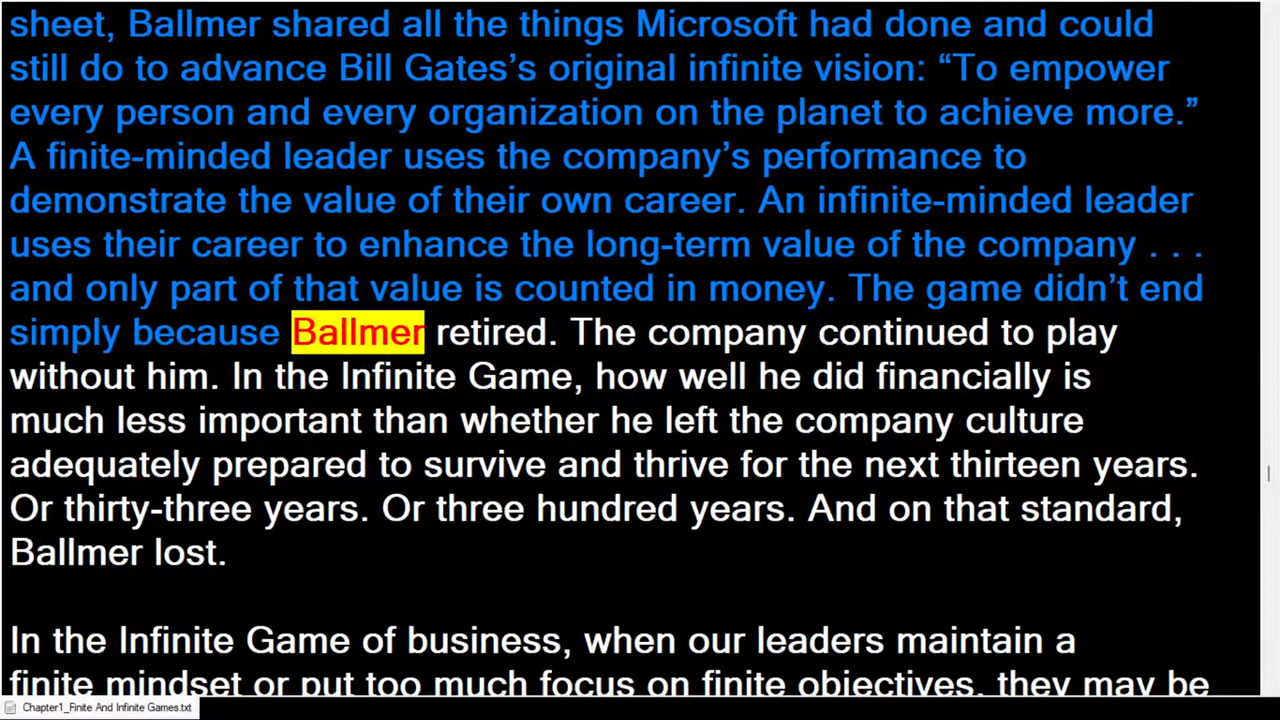 sheet, Ballmer shared all the things Microsoft had done and could
still do to advance Bill Gates’s original infinite vision: “To empower
every person and every organization on the planet to achieve more.”
A finite-minded leader uses the company’s performance to
demonstrate the value of their own career. An infinite-minded leader
uses their career to enhance the long-term value of the company . . .
and only part of that value is counted in money. The game didn’t end
simply because Ballmer retired. The company continued to play
without him. In the Infinite Game, how well he did financially is
much less important than whether he left the company culture
adequately prepared to survive and thrive for the next thirteen years.
Or thirty-three years. Or three hundred years. And on that standard,
Ballmer lost.
In the Infinite Game of business, when our leaders maintain a
finite mindset or put too much focus on finite objectives, they may be
Chapter1_Finite And Infinite Games.txt